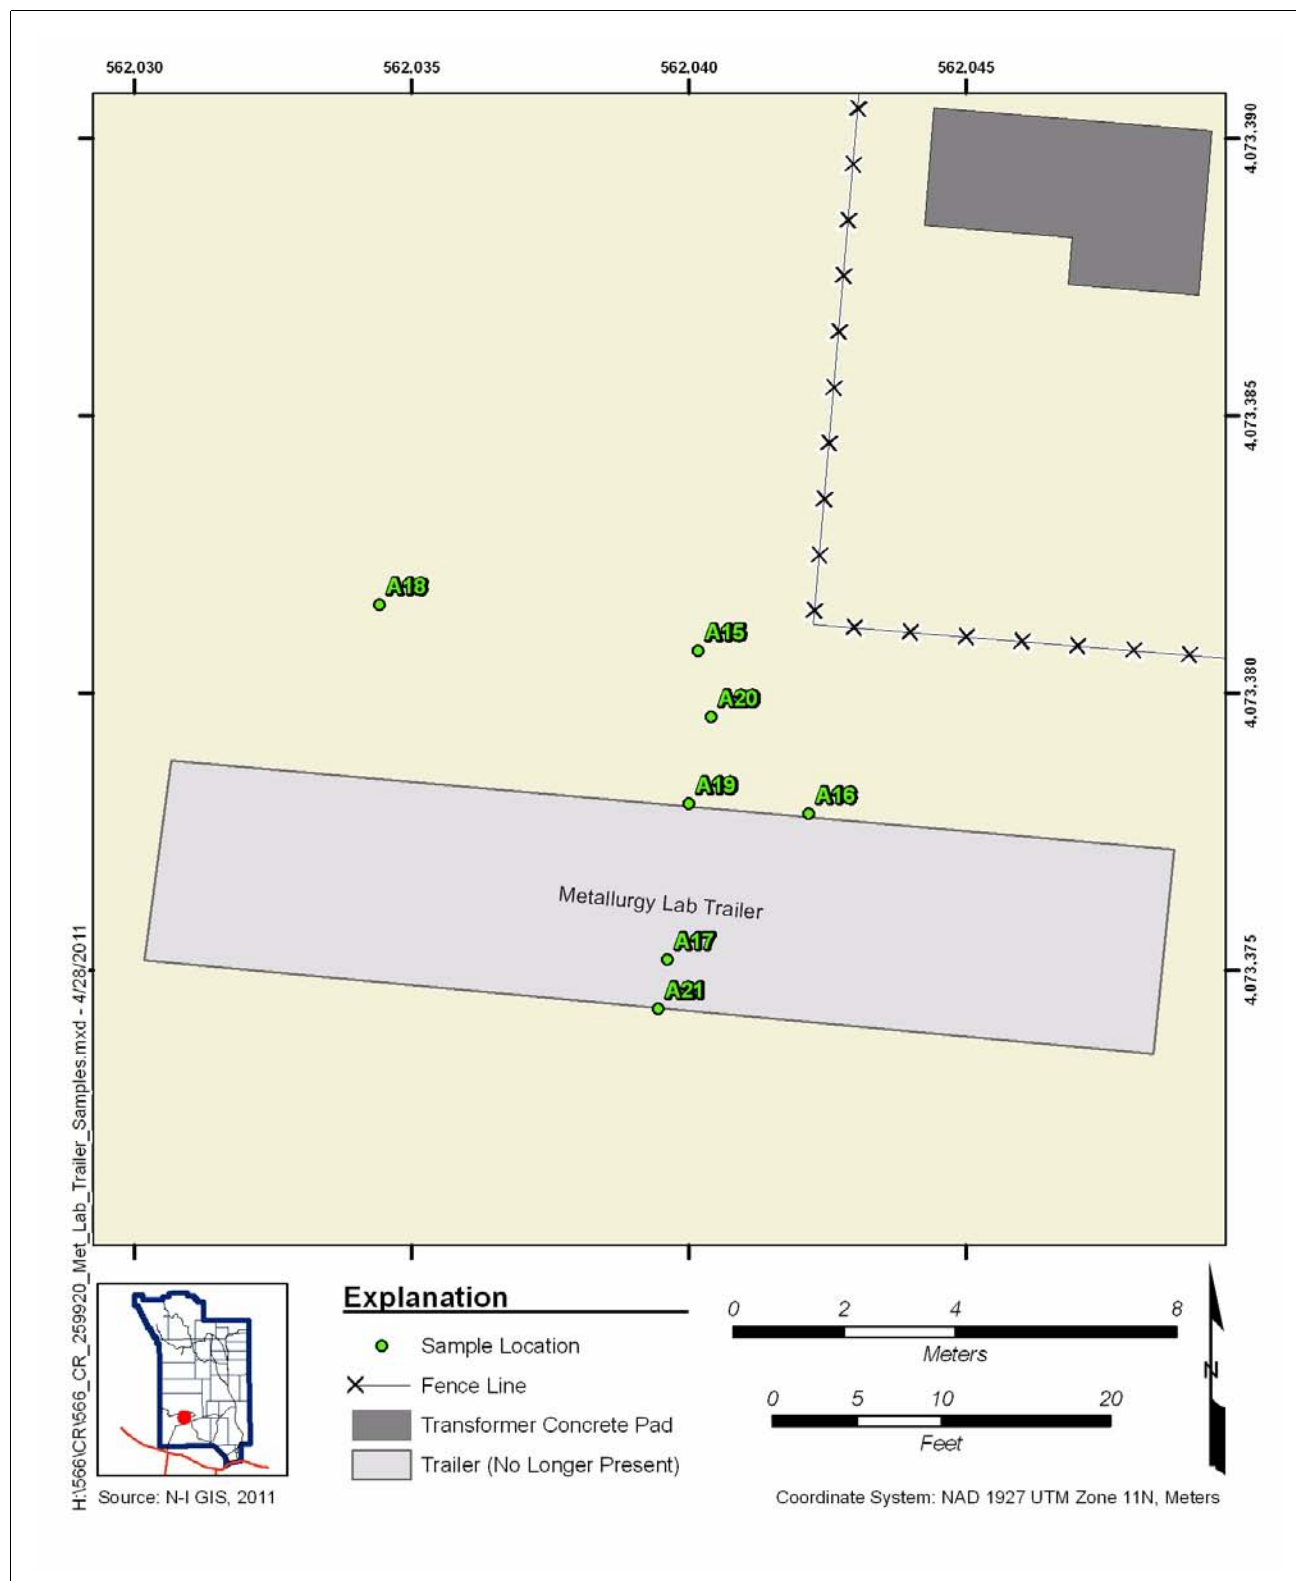 562,030 562,035 562,040 562,045
4,073,390
4,073,385
A18
A15
4,073,380
A20
A19
A16
Metallurgy Lab Trailer
A17
4,073,375
A21
H:\566\CR\566_CR_259920_Met_Lab_Trailer_Samples.mxd - 4/28/2011
Explanation
Sample Location
Fence Line
Transformer Concrete Pad
Trailer (No Longer Present)
0 2 4 8
Meters
0 5 10 20
Feet
N
Source: N-I GIS, 2011
Coordinate System: NAD 1927 UTM Zone 11N, Meters